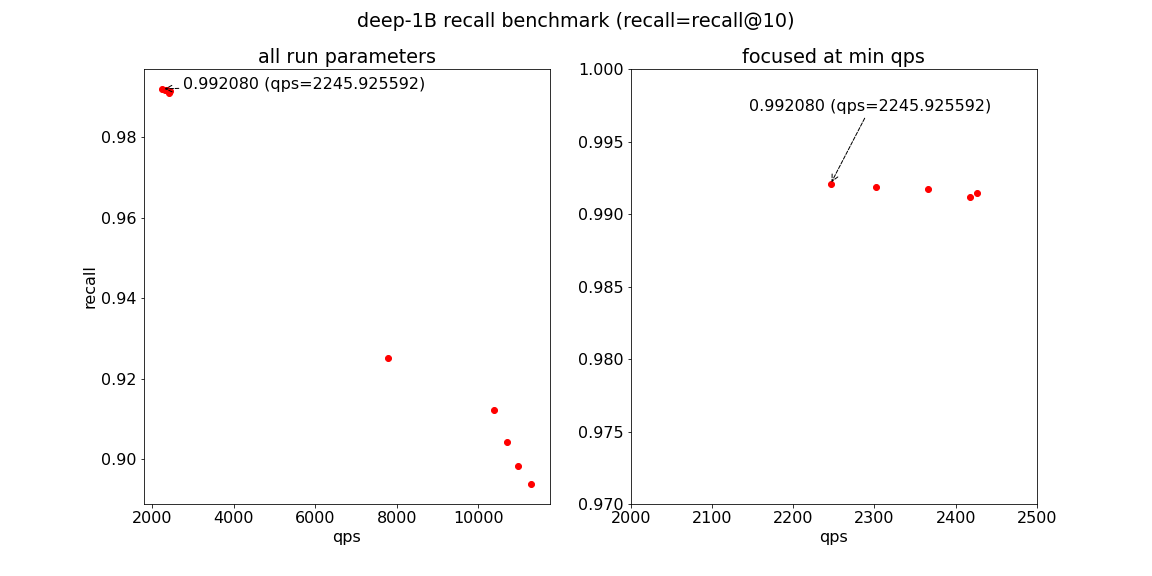 deep-1B recall benchmark (recall=recall@10)
all run parameters
0.992080 (qps=2245.925592)
0.98
0.96
0.94
0.92
0.90
recall
2000 4000 6000 8000 10000
qps
focused at min qps
0.992080 (qps=2245.925592)
1.000
0.995
0.990
0.985
0.980
0.975
0.970
2000 2100 2200 2300 2400 2500
qps